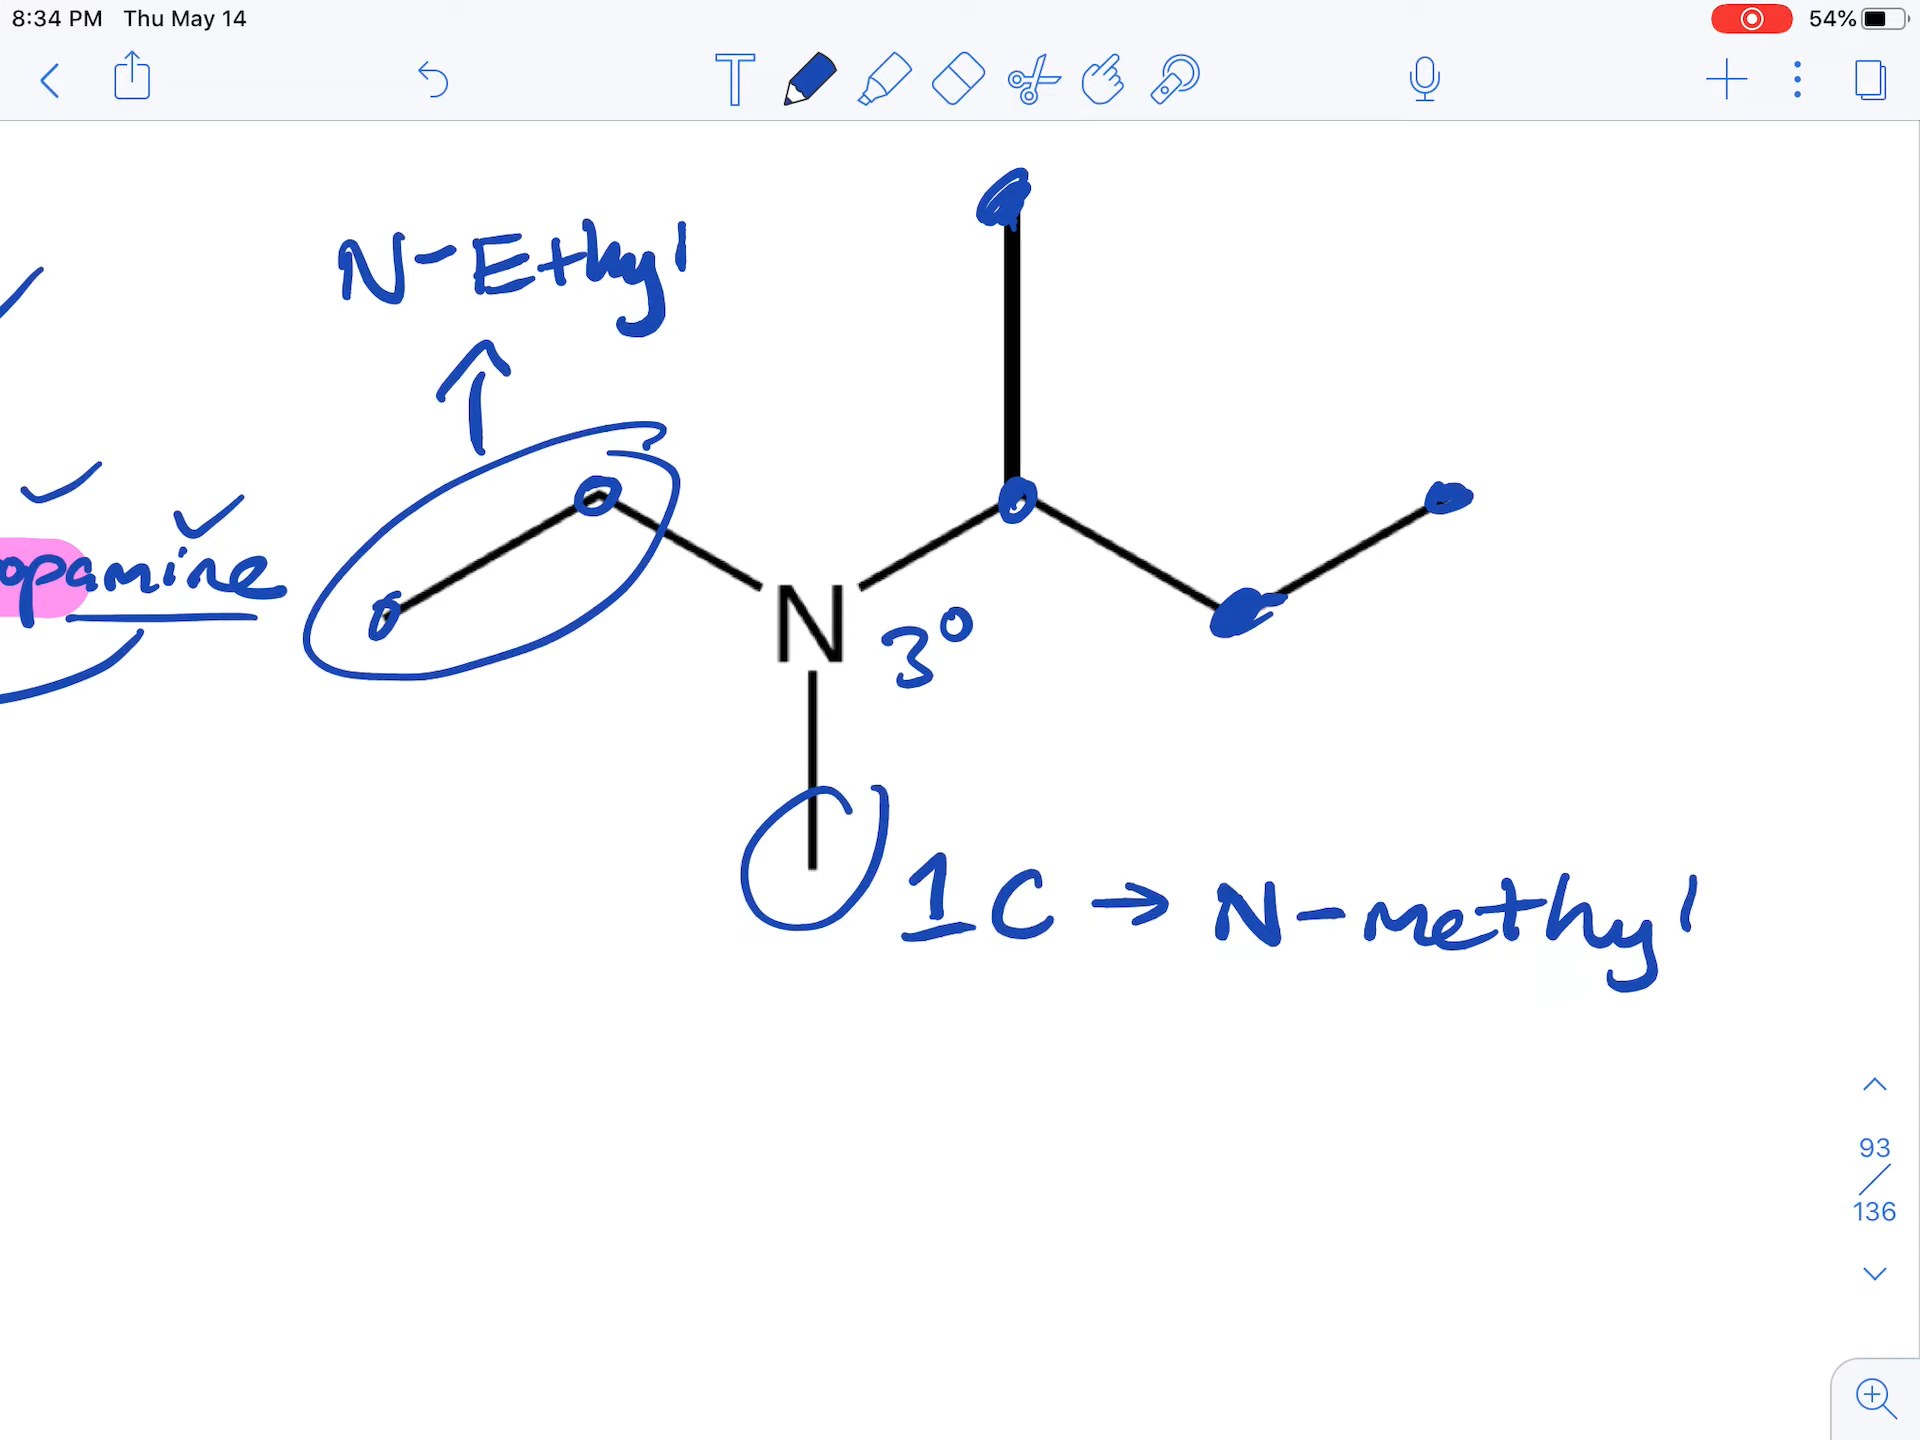 8:34 PM Thu May 14
54%
T
N-Ethyl
opamine
N
3°
1C → N-methyl
93
136